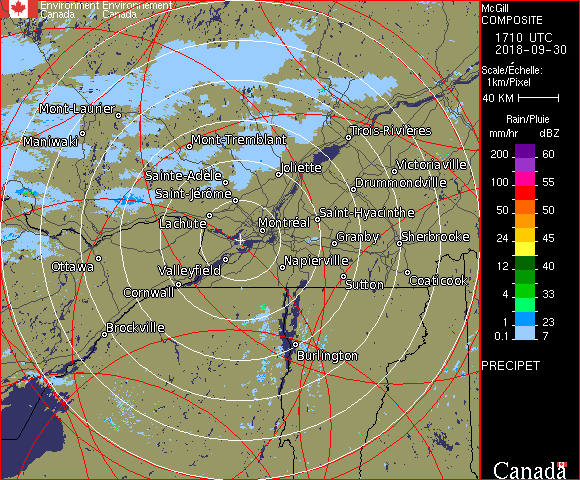 Environment Environnement
Canada Canada
McGill
COMPOSITE
1710 UTC
2018-09-30
Scale/Échelle:
1km/Pixel
40 KM
Rain/Pluie
mm/hr dBZ
200 60
100 55
50 50
24 45
12 40
4 33
1 23
0.1 7
PRECIPET
Canada
Mont-Laurier
Maniwaki
Mont-Tremblant
Trois-Rivières
Sainte-Adèle
Joliette
Victoriaville
Saint-Jérôme
Drummondville
Lachute
Montréal
Saint-Hyacinthe
Granby
Sherbrooke
Ottawa
Valleyfield
Napierville
Cornwall
Sutton
Coaticook
Brockville
Burlington